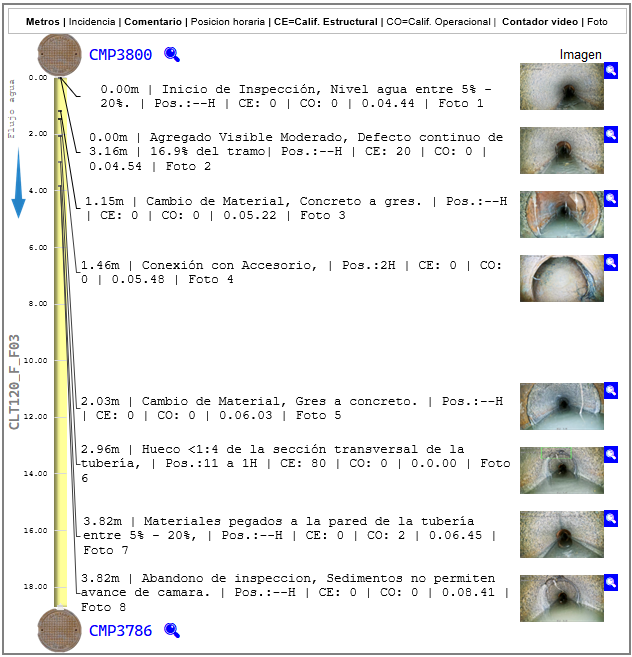 Metros | Incidencia | Comentario | Posicion horaria | CE=Calif. Estructural | CO=Calif. Operacional | Contador video | Foto
CMP3800
Imagen
Flujo agua
0.00
2.00
4.00
6.00
8.00
10.00
12.00
14.00
16.00
18.00
CLT120_F_F03
0.00m | Inicio de Inspección, Nivel agua entre 5% -
20%. | Pos.:--H | CE: 0 | CO: 0 | 0.04.44 | Foto 1
0.00m | Agregado Visible Moderado, Defecto continuo de
3.16m | 16.9% del tramo| Pos.:--H | CE: 20 | CO: 0 |
0.04.54 | Foto 2
1.15m | Cambio de Material, Concreto a gres. | Pos.:--H
| CE: 0 | CO: 0 | 0.05.22 | Foto 3
1.46m | Conexión con Accesorio, | Pos.:2H | CE: 0 | CO:
0 | 0.05.48 | Foto 4
2.03m | Cambio de Material, Gres a concreto. | Pos.:--H
| CE: 0 | CO: 0 | 0.06.03 | Foto 5
2.96m | Hueco <1:4 de la sección transversal de la
tubería, | Pos.:11 a 1H | CE: 80 | CO: 0 | 0.0.00 | Foto
6
3.82m | Materiales pegados a la pared de la tubería
entre 5% - 20%, | Pos.:--H | CE: 0 | CO: 2 | 0.06.45 |
Foto 7
3.82m | Abandono de inspeccion, Sedimentos no permiten
avance de camara. | Pos.:--H | CE: 0 | CO: 0 | 0.08.41 |
Foto 8
CMP3786